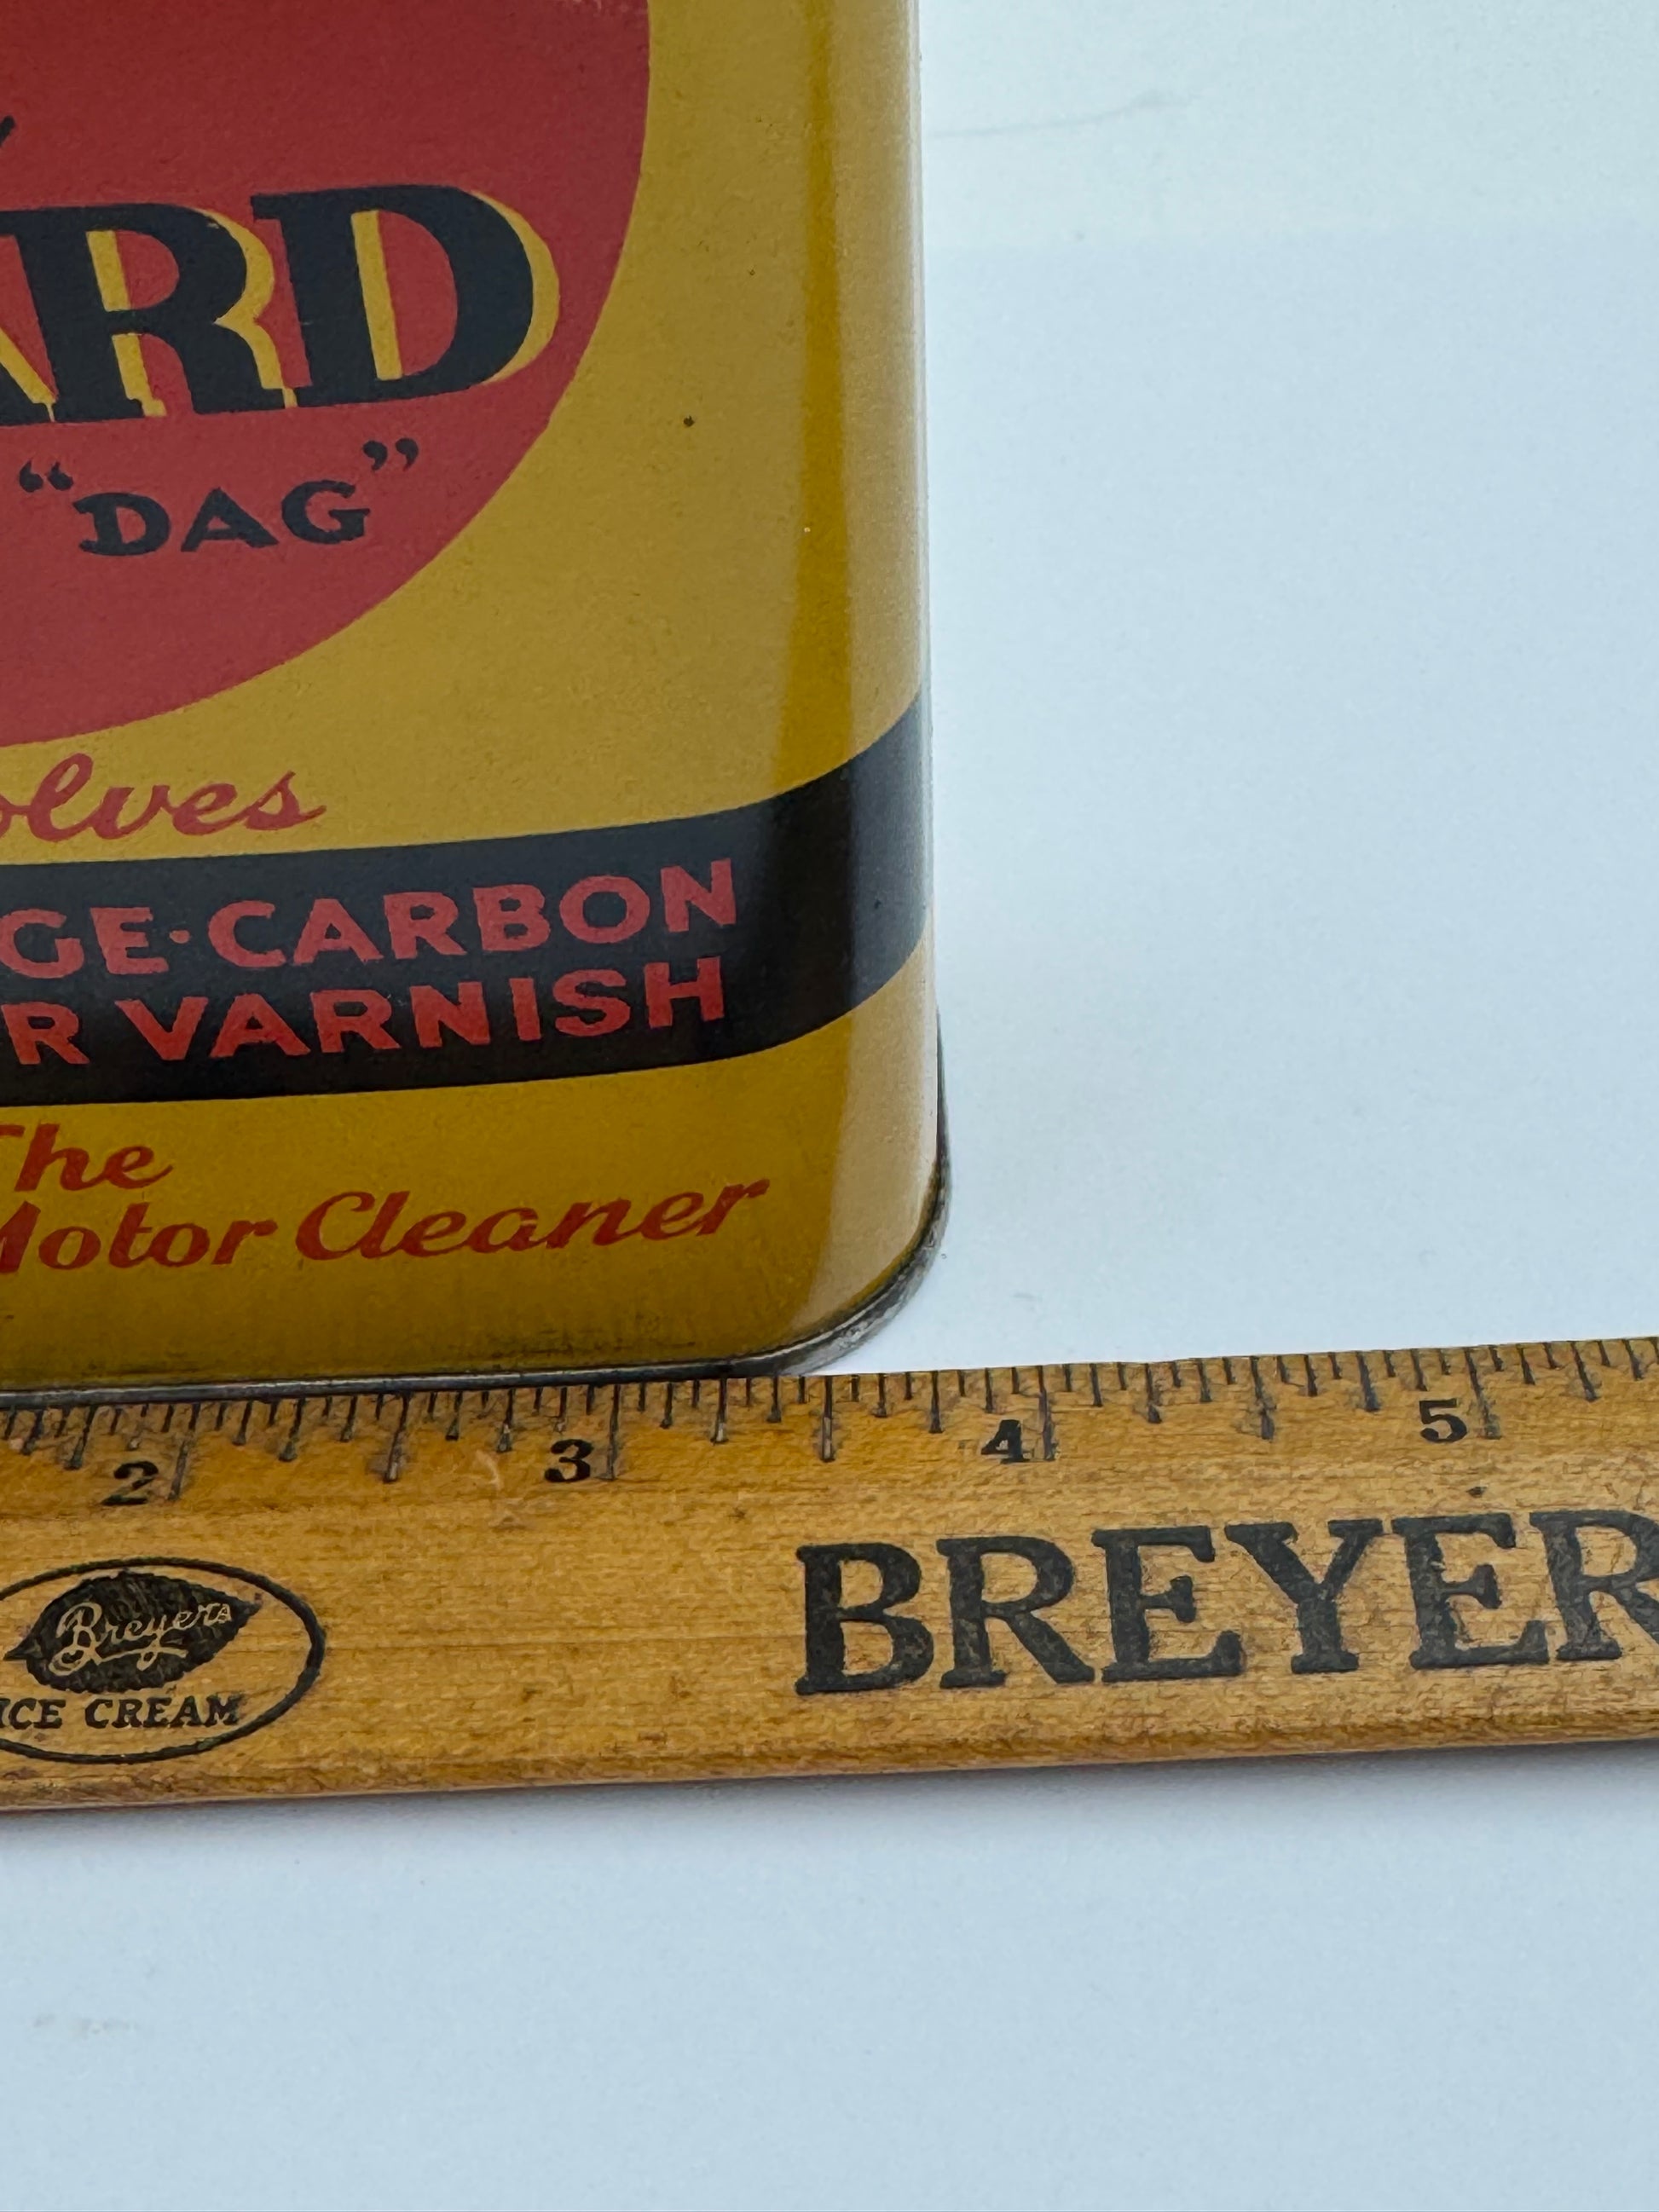 ARD
"DAG"
olves
GE·CARBON
R VARNISH
The
Motor Cleaner
2 3 4 5
Breyers
ICE CREAM
BREYER